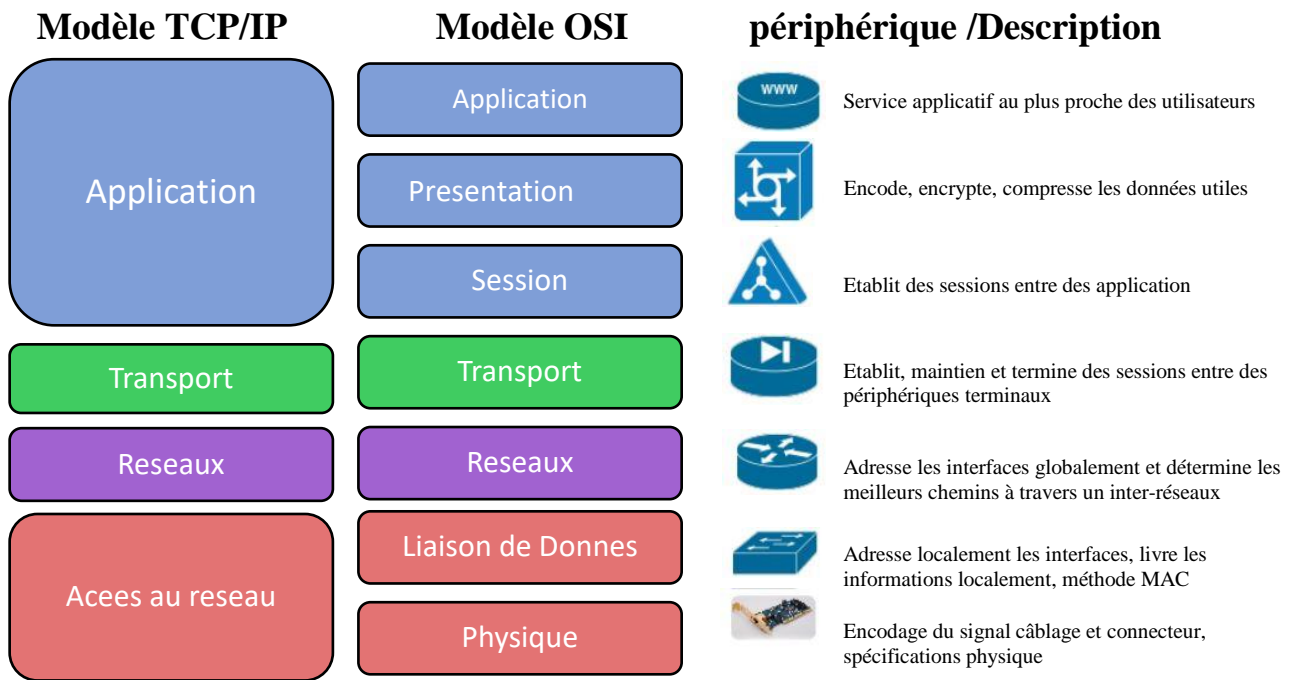 Modèle TCP/IP Modèle OSI périphérique /Description
Application
Application
Presentation
Session
Transport
Transport
Reseaux
Reseaux
Acees au reseau
Liaison de Donnes
Physique
www
Service applicatif au plus proche des utilisateurs
Encode, encrypte, compresse les données utiles
Etablit des sessions entre des application
Etablit, maintien et termine des sessions entre des
périphériques terminaux
Adresse les interfaces globalement et détermine les
meilleurs chemins à travers un inter-réseaux
Adresse localement les interfaces, livre les
informations localement, méthode MAC
Encodage du signal câblage et connecteur,
spécifications physique